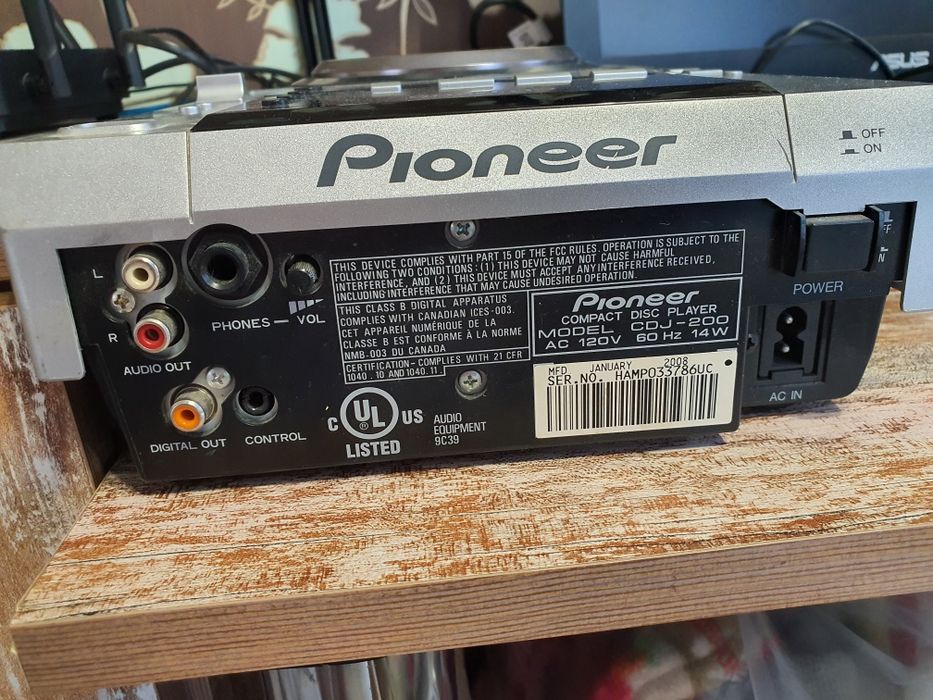 ASUS
Pioneer
OFF
ON
L
R
AUDIO OUT
PHONES — VOL
DIGITAL OUT
CONTROL
THIS DEVICE COMPLIES WITH PART 15 OF THE FCC RULES. OPERATION IS SUBJECT TO THE
FOLLOWING TWO CONDITIONS : (1) THIS DEVICE MAY NOT CAUSE HARMFUL
INTERFERENCE, AND (2) THIS DEVICE MUST ACCEPT ANY INTERFERENCE RECEIVED,
INCLUDING INTERFERENCE THAT MAY CAUSE UNDESIRED OPERATION.
THIS CLASS B DIGITAL APPARATUS
COMPLIES WITH CANADIAN ICES-003.
CET APPAREIL NUMÉRIQUE DE LA
CLASSE B EST CONFORME À LA NORME
NMB-003 DU CANADA
CERTIFICATION-COMPLIES WITH 21 CFR
1040 . 10 AND 1040. 11 .
Pioneer
COMPACT DISC PLAYER
MODEL CDJ-200
AC 120V 60 Hz 14W
MFD JANUARY 2008
SER.NO. HAMP033786UC
C UL ® US
LISTED
AUDIO
EQUIPMENT
9C39
POWER
AC IN